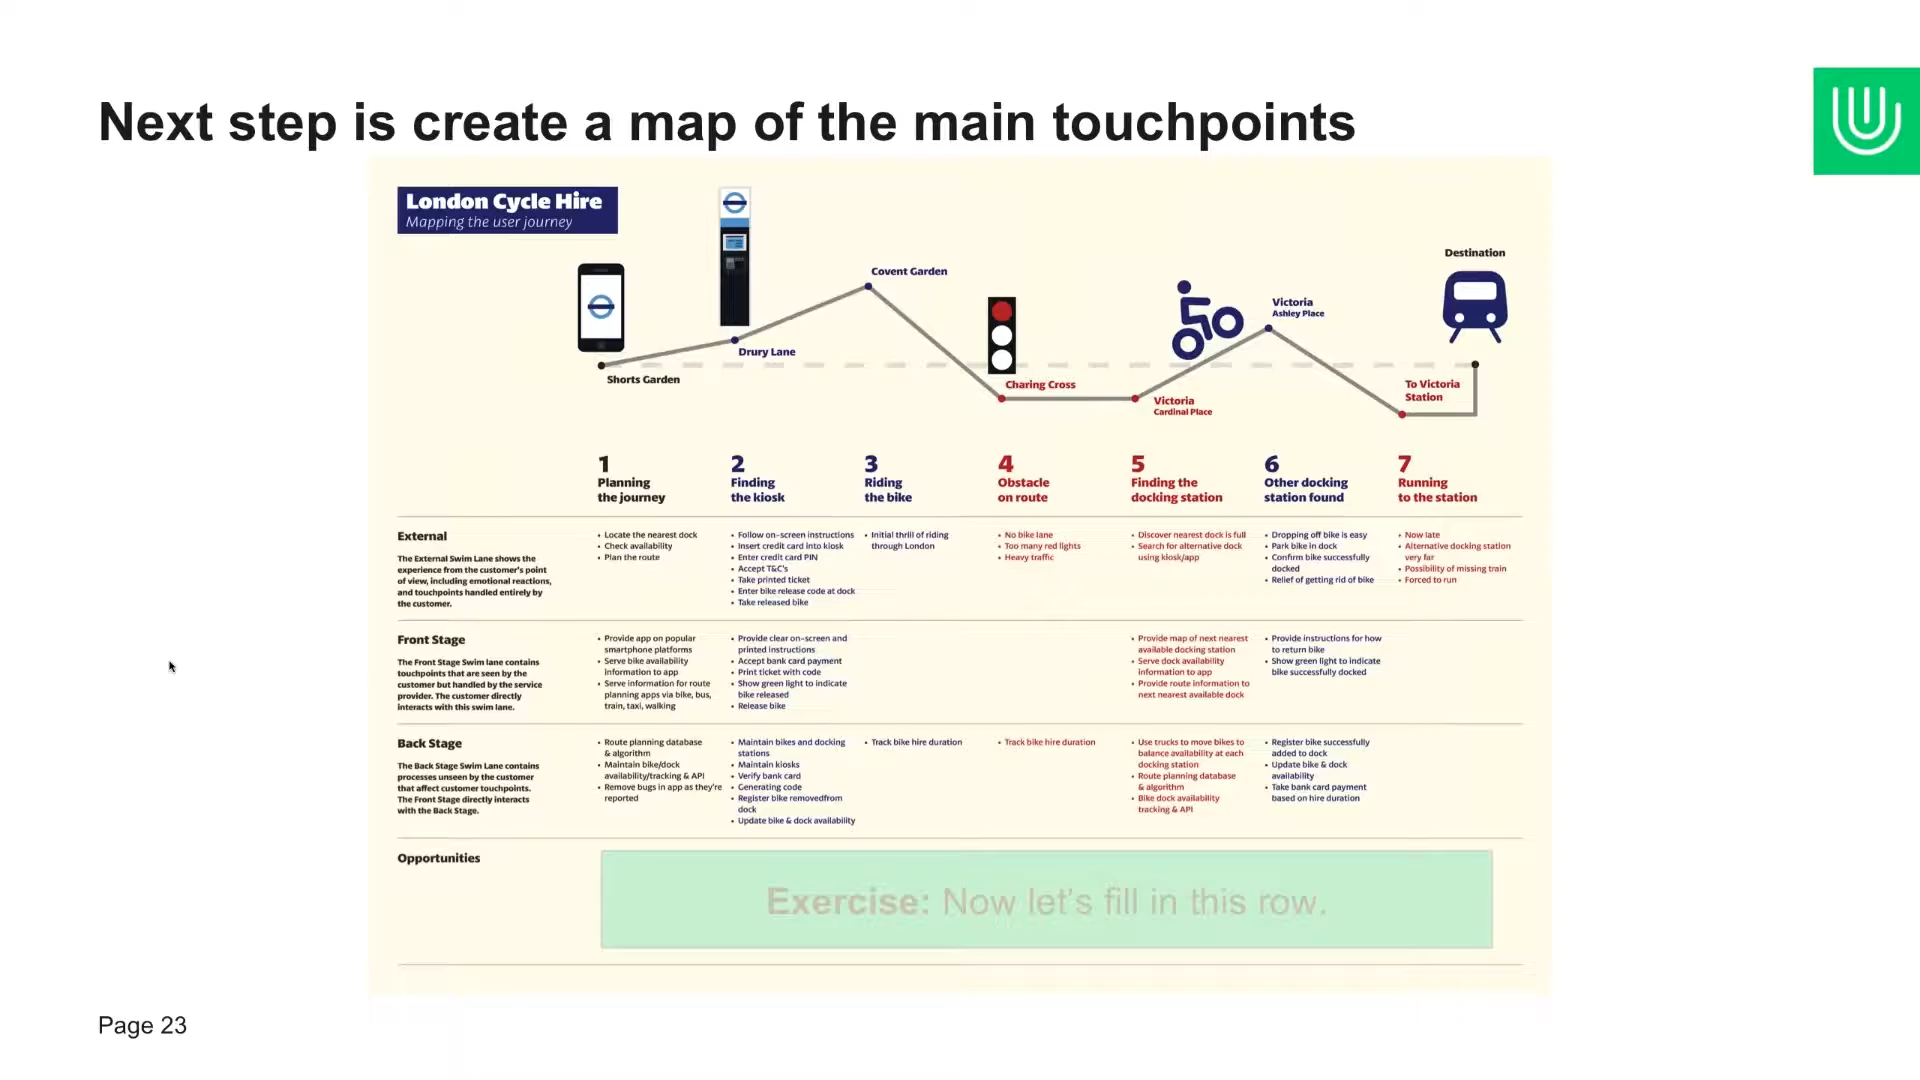 Next step is create a map of the main touchpoints
London Cycle Hire
Mapping the user journey
Destination
Covent Garden
Victoria
Ashley Place
Drury Lane
Shorts Garden
Charing Cross
Victoria
Cardinal Place
To Victoria
Station
1
Planning
the journey
2
Finding
the kiosk
3
Riding
the bike
4
Obstacle
on route
5
Finding the
docking station
6
Other docking
station found
7
Running
to the station
External
The External Swim Lane shows the
experience from the customer's point
of view, including emotional reactions,
and touchpoints handled entirely by
the customer.
• Locate the nearest dock
• Check availability
• Plan the route
• Follow on-screen instructions
• Insert credit card into kiosk
• Enter credit card PIN
• Accept T&C's
• Take printed ticket
• Enter bike release code at dock
• Take released bike
• Initial thrill of riding
through London
• No bike lane
• Too many red lights
• Heavy traffic
• Discover nearest dock is full
• Search for alternative dock
using kiosk/app
• Dropping off bike is easy
• Park bike in dock
• Confirm bike successfully
docked
• Relief of getting rid of bike
• Now late
• Alternative docking station
very far
• Possibility of missing train
• Forced to run
Front Stage
The Front Stage Swim lane contains
touchpoints that are seen by the
customer but handled by the service
provider. The customer directly
interacts with this swim lane.
• Provide app on popular
smartphone platforms
• Serve bike availability
information to app
• Serve information for route
planning apps via bike, bus,
train, taxi, walking
• Provide clear on-screen and
printed instructions
• Accept bank card payment
• Print ticket with code
• Show green light to indicate
bike released
• Release bike
• Provide map of next nearest
available docking station
• Serve dock availability
information to app
• Provide route information to
next nearest available dock
• Provide instructions for how
to return bike
• Show green light to indicate
bike successfully docked
Back Stage
The Back Stage Swim Lane contains
processes unseen by the customer
that affect customer touchpoints.
The Front Stage directly interacts
with the Back Stage.
• Route planning database
& algorithm
• Maintain bike/dock
availability/tracking & API
• Remove bugs in app as they're
reported
• Maintain bikes and docking
stations
• Maintain kiosks
• Verify bank card
• Generating code
• Register bike removedfrom
dock
• Update bike & dock availability
• Track bike hire duration
• Track bike hire duration
• Use trucks to move bikes to
balance availability at each
docking station
• Route planning database
& algorithm
• Bike dock availability
tracking & API
• Register bike successfully
added to dock
• Update bike & dock
availability
• Take bank card payment
based on hire duration
Opportunities
Exercise: Now let's fill in this row.
Page 23